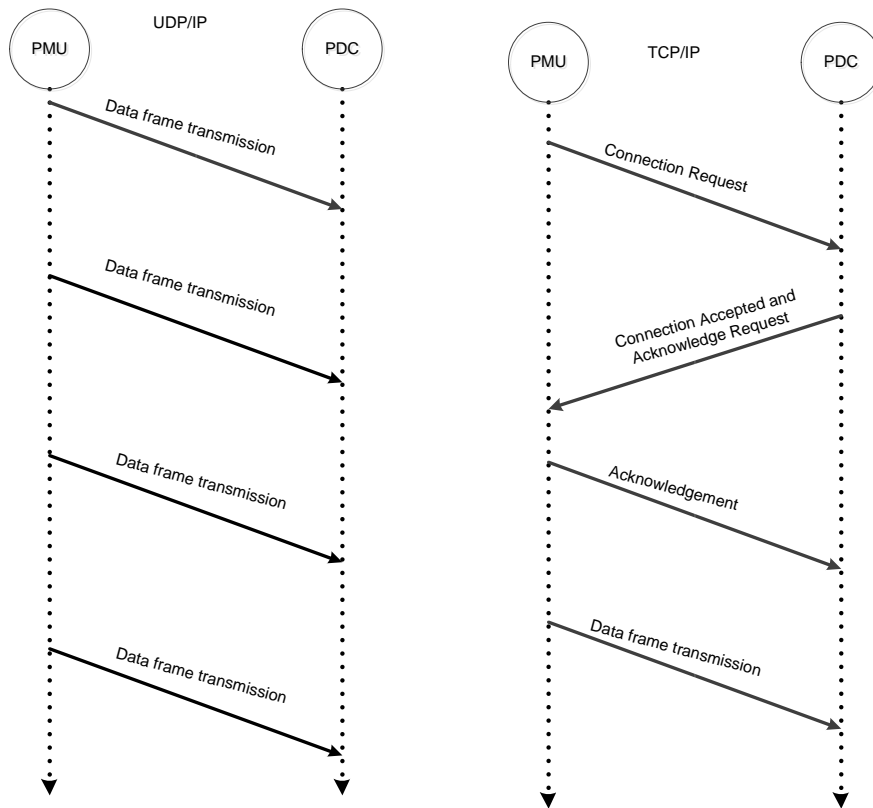 UDP/IP
PMU
PDC
Data frame transmission
Data frame transmission
Data frame transmission
Data frame transmission
TCP/IP
PMU
PDC
Connection Request
Connection Accepted and
Acknowledge Request
Acknowledgement
Data frame transmission